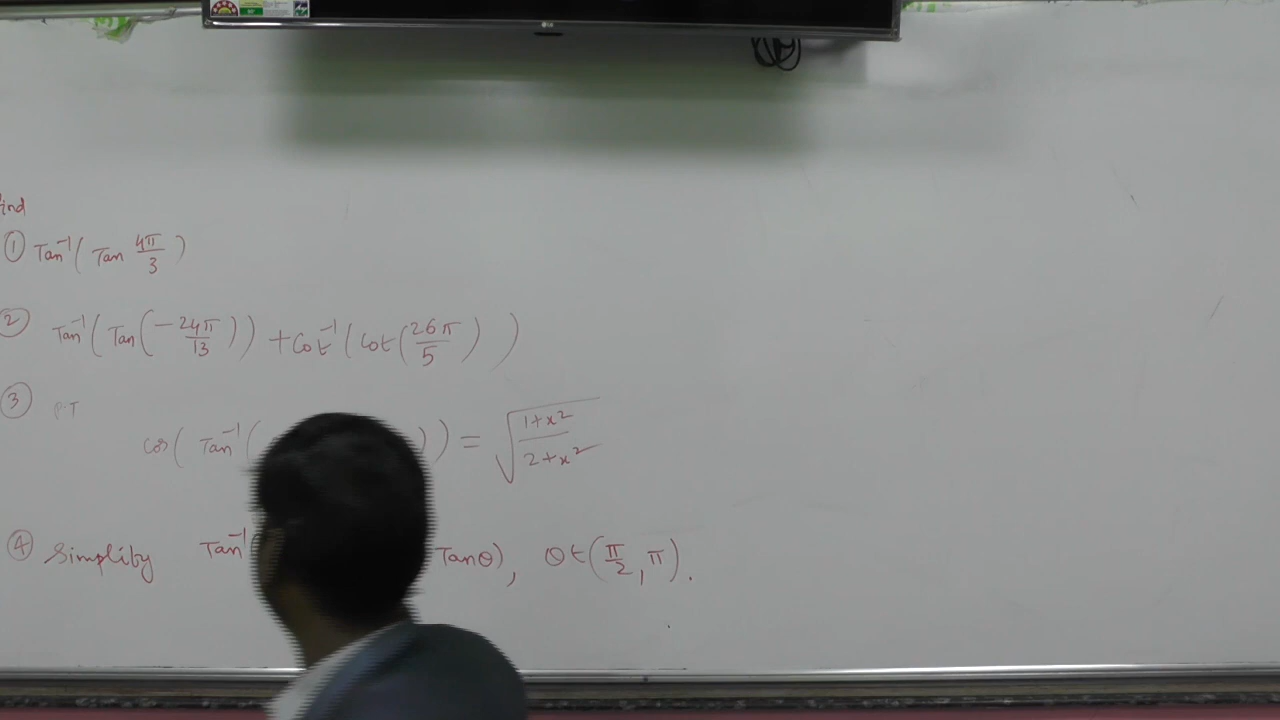 ind
① Tan⁻¹( Tan 4π/3 )
② Tan⁻¹(Tan(-24π/13)) + Cot⁻¹(Cot(26π/5))
③ P.T
cos( Tan⁻¹( )) = √(1+x²/2+x²)
④ Simplify Tan⁻¹ Tanθ), θ∈(π/2, π).
LG